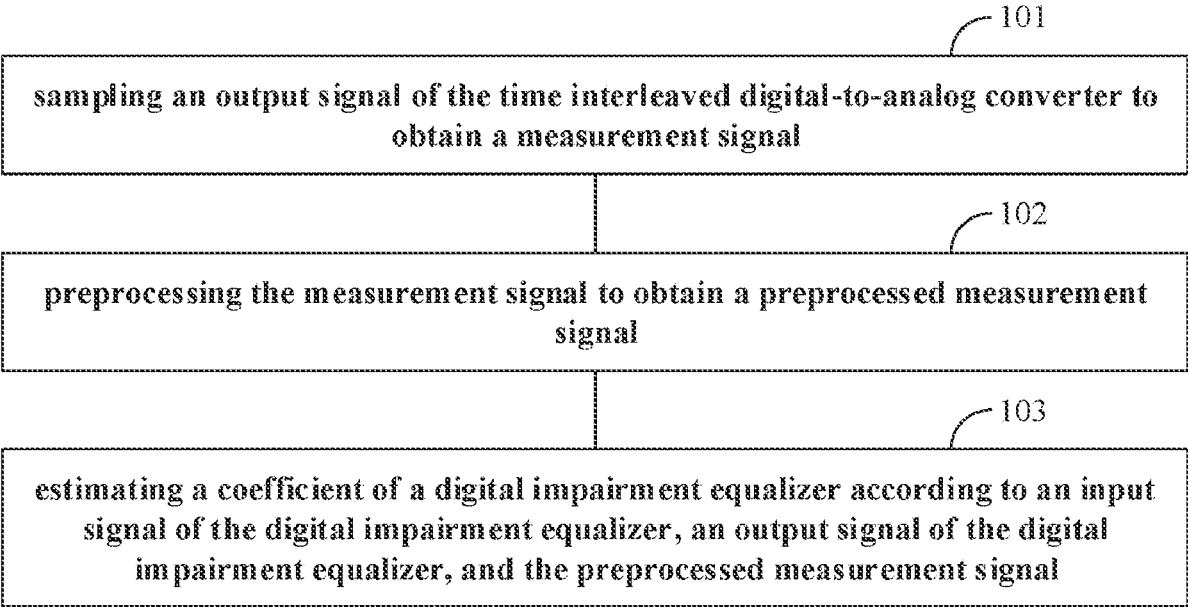 101
sampling an output signal of the time interleaved digital-to-analog converter to
obtain a measurement signal
102
preprocessing the measurement signal to obtain a preprocessed measurement
signal
103
estimating a coefficient of a digital impairment equalizer according to an input
signal of the digital impairment equalizer, an output signal of the digital
impairment equalizer, and the preprocessed measurement signal